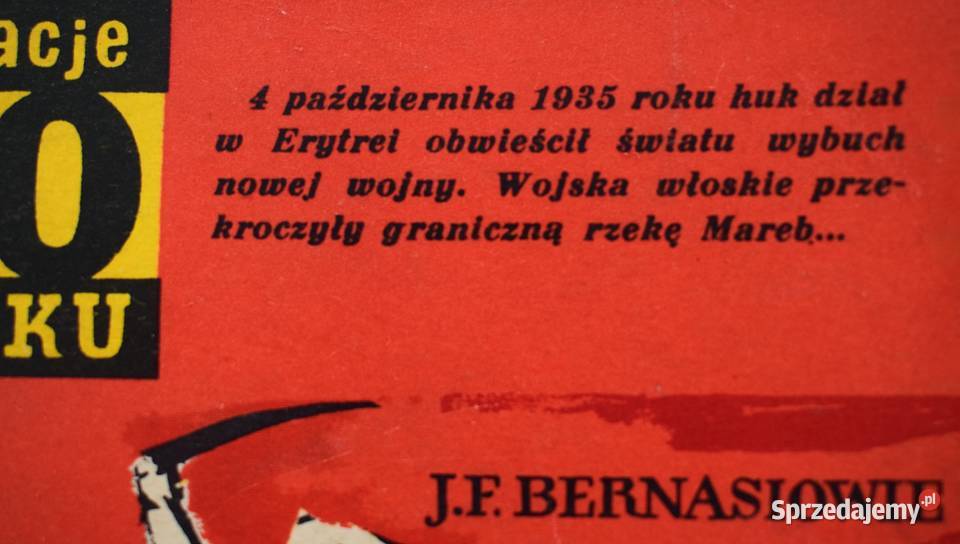 acje
0
KU
4 października 1935 roku huk dział
w Erytrei obwieścił światu wybuch
nowej wojny. Wojska włoskie prze-
kroczyły graniczną rzekę Mareb...
J.F. BERNASIOWIE
Sprzedajemy.pl